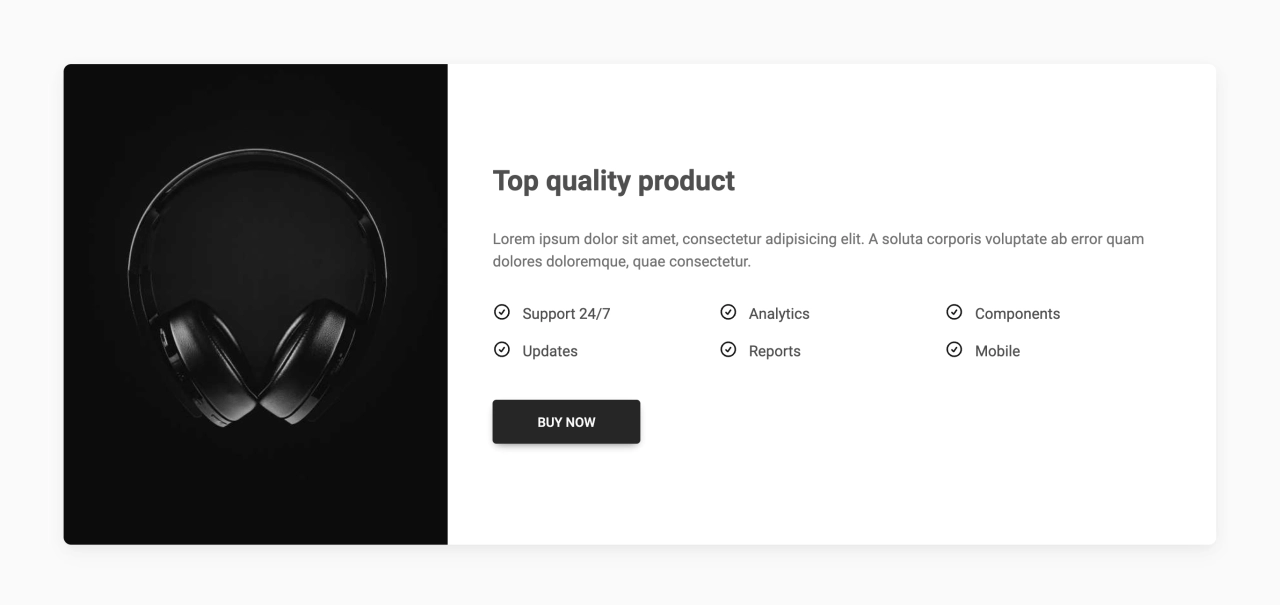 Top quality product
Lorem ipsum dolor sit amet, consectetur adipisicing elit. A soluta corporis voluptate ab error quam
dolores doloremque, quae consectetur.
Support 24/7
Analytics
Components
Updates
Reports
Mobile
BUY NOW